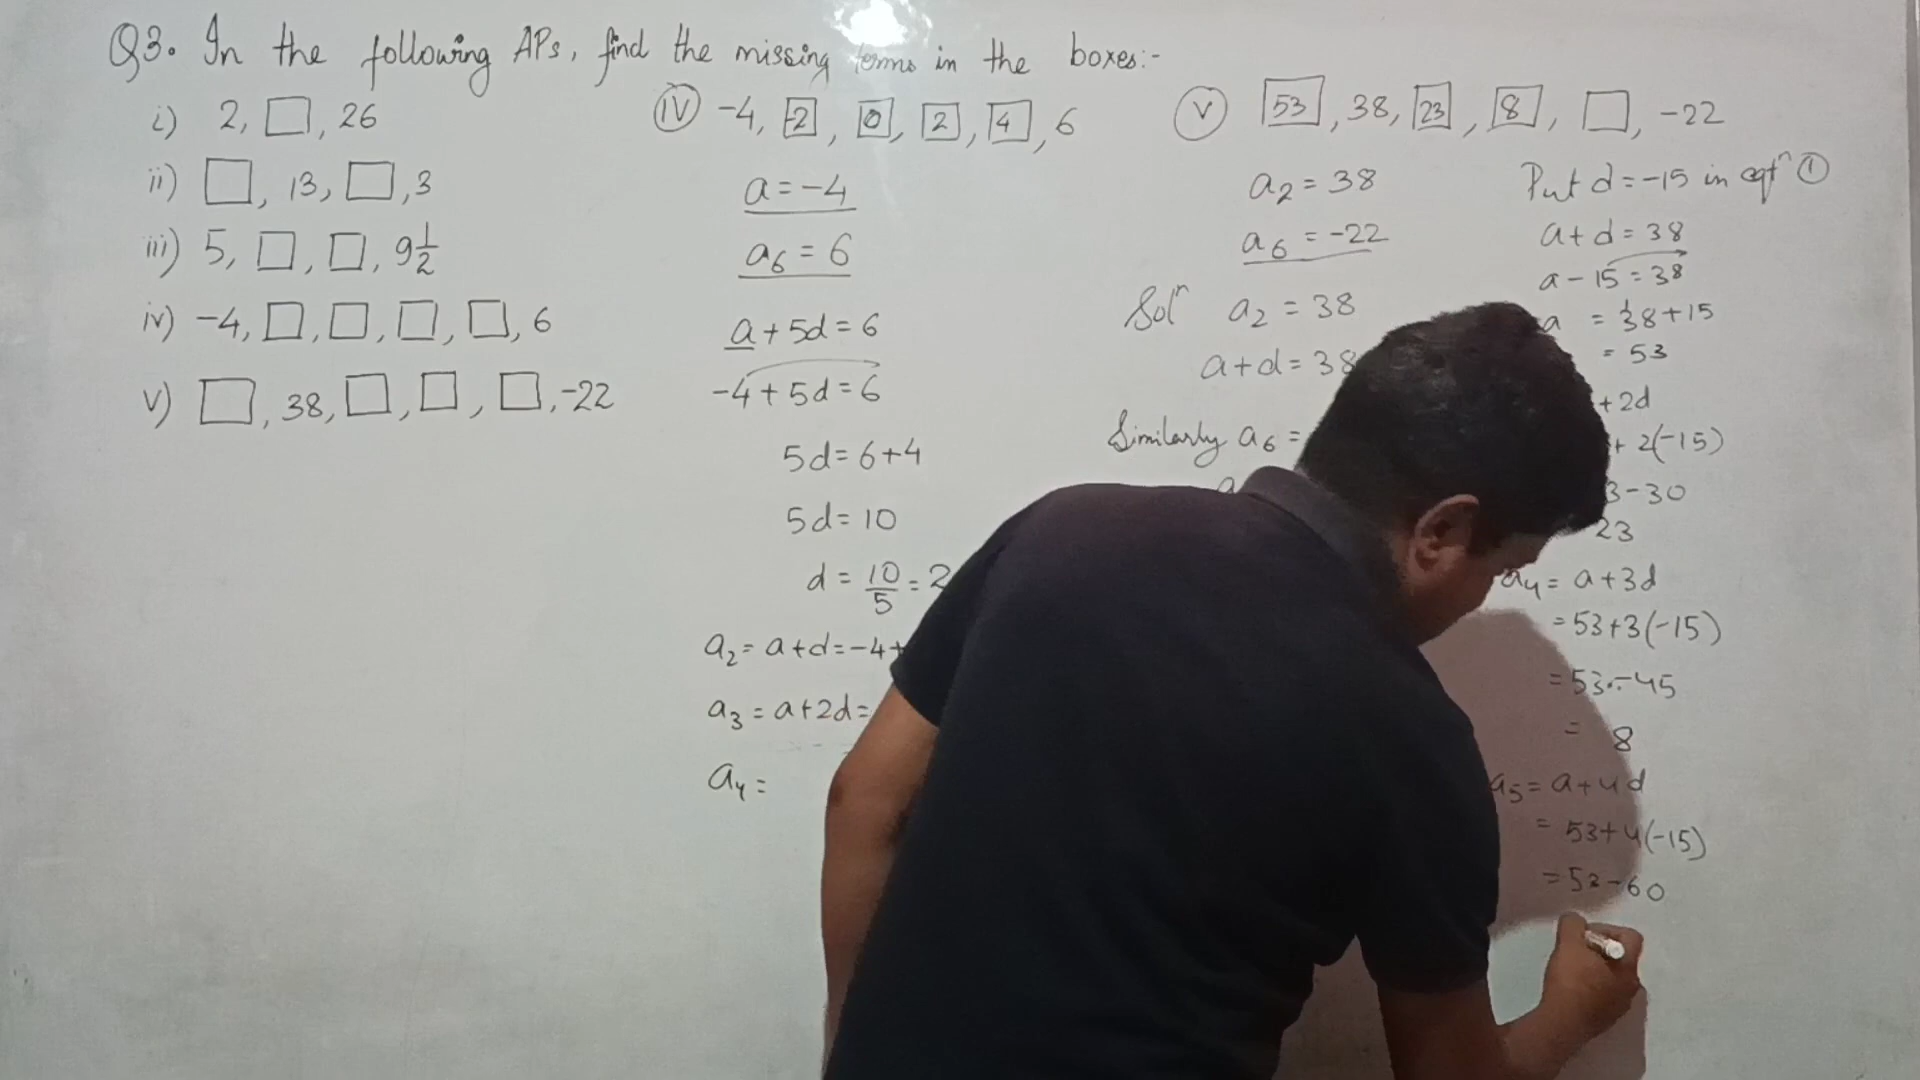 Q3. In the following APs, find the missing terms in the boxes:-
i) 2, □, 26
ii) □, 13, □, 3
iii) 5, □, □, 9 1/2
iv) -4, □, □, □, □, 6
v) □, 38, □, □, □, -22
(iv) -4, -2, 0, 2, 4, 6
a = -4
a6 = 6
a + 5d = 6
-4 + 5d = 6
5d = 6+4
5d = 10
d = 10/5 = 2
a2 = a + d = -4+
a3 = a+2d =
a4 =
(v) 53, 38, 23, 8, □, -22
a2 = 38
a6 = -22
Solⁿ a2 = 38
a+d = 38
Similarly a6 =
Put d = -15 in eqtⁿ ①
a+d = 38
a - 15 = 38
a = 38+15
= 53
+2d
+ 2(-15)
3-30
23
a4 = a+3d
= 53+3(-15)
= 53-45
= 8
a5 = a+4d
= 53+4(-15)
= 53-60